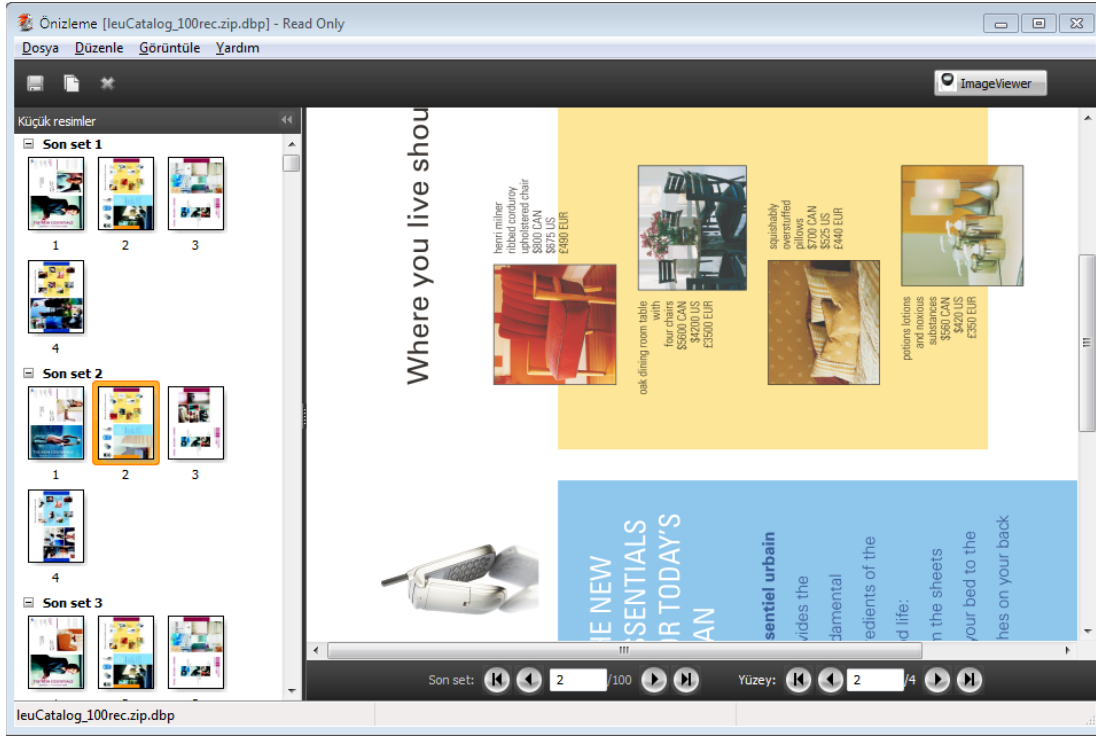 Önizleme [leuCatalog_100rec.zip.dbp] - Read Only
Dosya Düzenle Görüntüle Yardım
ImageViewer
Küçük resimler
Son set 1
1 2 3
4
Son set 2
1 2 3
4
Son set 3
Where you live shou
henri milner
ribbed corduroy
upholstered chair
$800 CAN
$675 US
£490 EUR
oak dining room table
with
four chairs
$5600 CAN
$4200 US
£3500 EUR
squishably
overstuffed
pillows
$700 CAN
$525 US
£440 EUR
potions lotions
and noxious
substances
$560 CAN
$420 US
£350 EUR
HE NEW
SSENTIALS
UR TODAY'S
AN
sentiel urbain
vides the
damental
redients of the
d life:
m the sheets
your bed to the
hes on your back
Son set: 2 /100 Yüzey: 2 /4
leuCatalog_100rec.zip.dbp